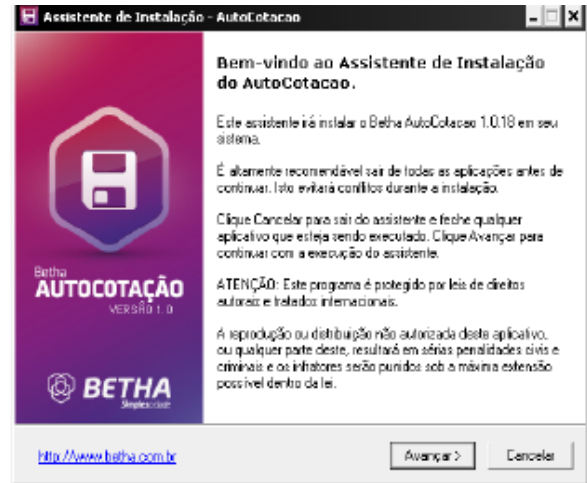 Assistente de Instalação - AutoCotacao
Bem-vindo ao Assistente de Instalação
do AutoCotacao.
Este assistente irá instalar o Betha AutoCotacao 1.0.18 em seu
sistema.
É altamente recomendável sair de todas as aplicações antes de
continuar. Isto evitará conflitos durante a instalação.
Clique Cancelar para sair do assistente e feche qualquer
aplicativo que esteja sendo executado. Clique Avançar para
continuar com a execução do assistente.
ATENÇÃO: Este programa é protegido por leis de direitos
autorais e tratados internacionais.
A reprodução ou distribuição não autorizada deste aplicativo,
ou qualquer parte deste, resultará em sérias penalidades civis e
criminais e os infratores serão punidos sob a máxima extensão
possível dentro da lei.
Betha
AUTOCOTAÇÃO
VERSÃO 1.0
BETHA
http://www.betha.com.br
Avançar >
Cancelar